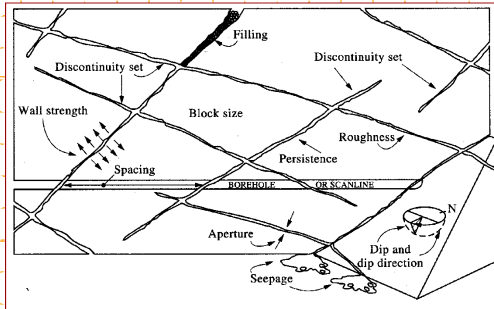 Filling
Discontinuity set
Discontinuity set
Wall strength
Block size
Roughness
Persistence
Spacing
BOREHOLE OR SCANLINE
N
Aperture
Dip and
dip direction
Seepage